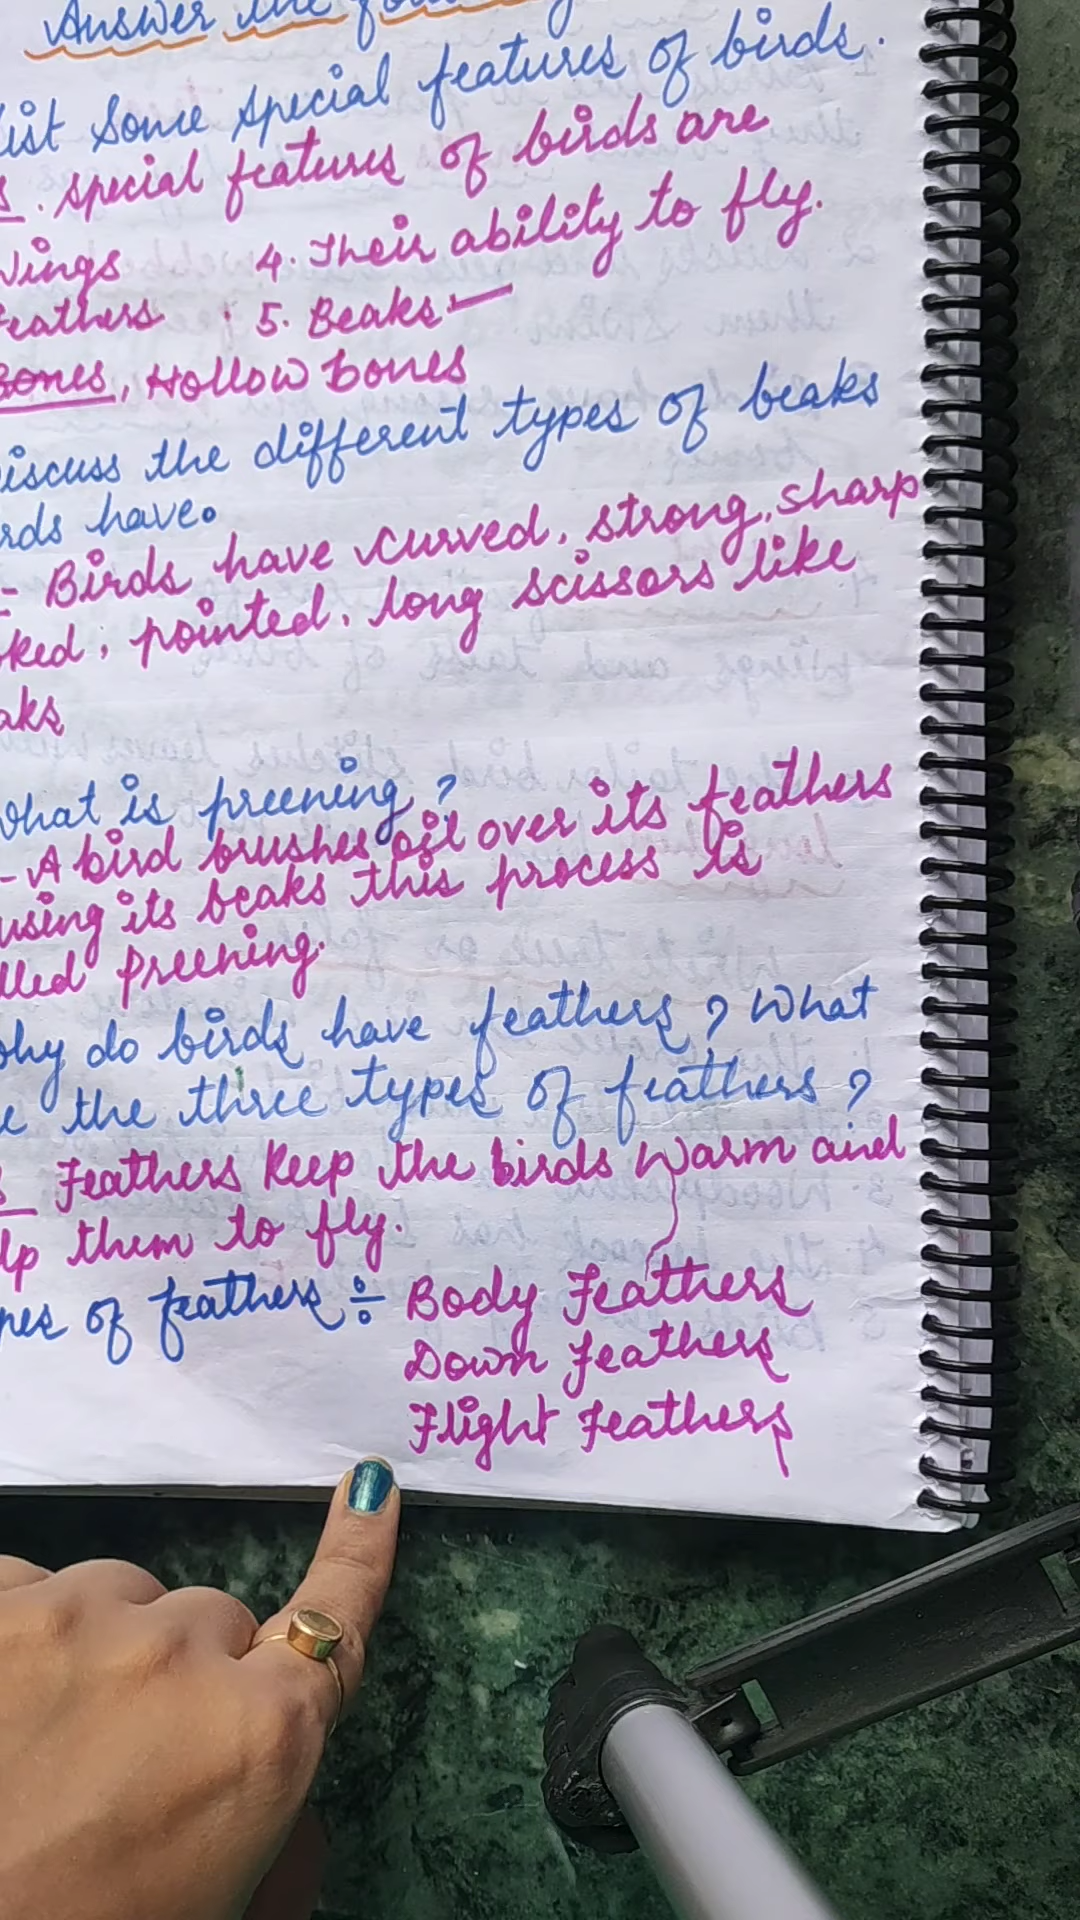 Answer the
List Some special features of birds.
s. special features of birds are
Wings 4. Their ability to fly.
Feathers 5. Beaks
Bones, Hollow bones
iscuss the different types of beaks
rds have.
:- Birds have curved, strong, sharp
oked, pointed, long scissors like
aks
what is preening ?
- A bird brushes oil over its feathers
using its beaks this process is
lled preening.
why do birds have feathers ? What
e the three types of feathers ?
s Feathers keep the birds warm and
lp them to fly.
pes of feathers ÷ Body Feathers
Down Feathers
Flight Feathers